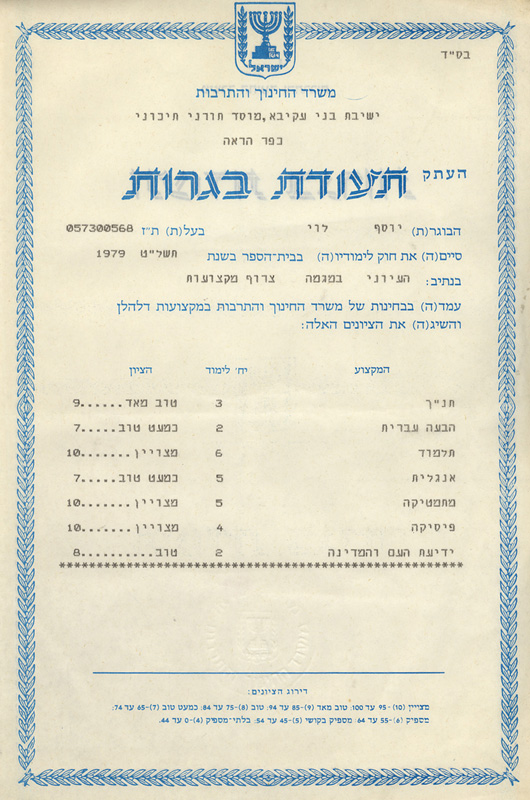 בס"ד
ישראל
משרד החינוך והתרבות
ישיבת בני עקיבא,מוסד תורני תיכוני
כפר הראה
העתק
תעודת בגרות
הבוגר(ת) יוסף לוי בעל(ת) ת"ז 057300568
סיים(ה) את חוק לימודיו(ה) בבית־הספר בשנת תשל"ט 1979
בנתיב: העיוני במגמה צרוף מקצועות
עמד(ה) בבחינות של משרד החינוך והתרבות במקצועות דלהלן
והשיג(ה) את הציונים האלה:
המקצוע יח' לימוד הציון
תנ"ך 3 טוב מאד......9
הבעה עברית 2 כמעט טוב.....7
תלמוד 6 מצויין.......10
אנגלית 5 כמעט טוב.....7
מתמטיקה 5 מצויין.......10
פיסיקה 4 מצויין.......10
ידיעת העם והמדינה 2 טוב..........8
דירוג הציונים:
מצויין (10)-95 עד 100: טוב מאד (9)-85 עד 94: טוב (8)-75 עד 84: כמעט טוב (7)-65 עד 74:
מספיק (6)-55 עד 64: מספיק בקושי (5)-45 עד 54: בלתי־מספיק (4)-0 עד 44.